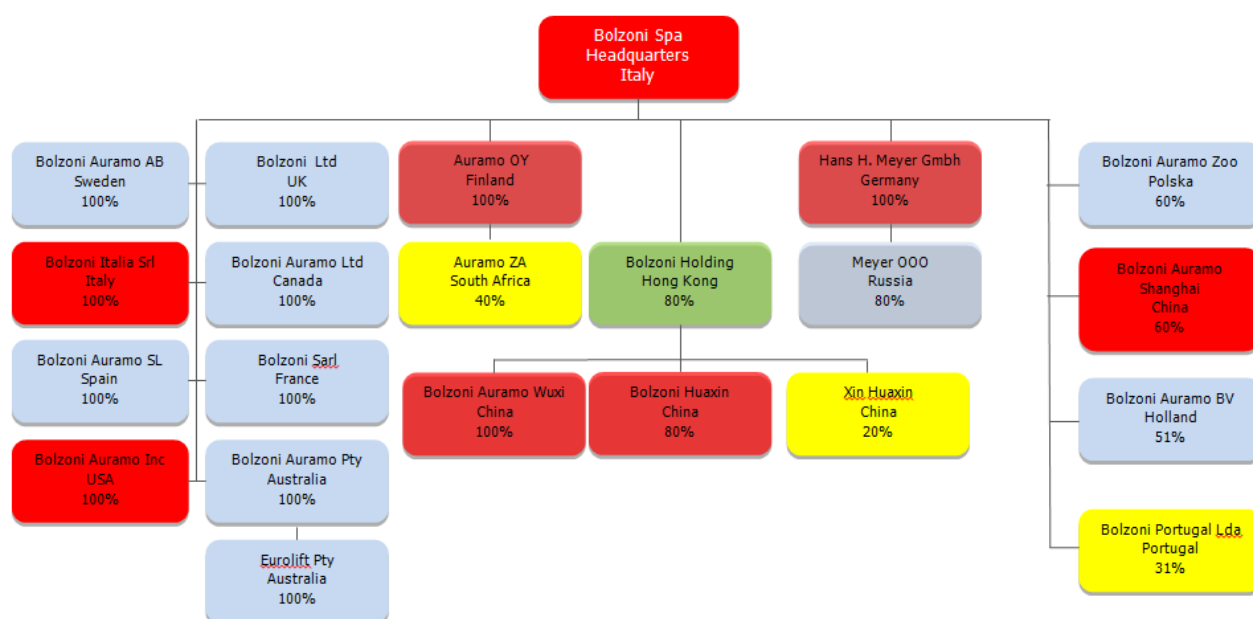 Bolzoni Spa
Headquarters
Italy
Bolzoni Auramo AB
Sweden
100%
Bolzoni Ltd
UK
100%
Auramo OY
Finland
100%
Hans H. Meyer Gmbh
Germany
100%
Bolzoni Auramo Zoo
Polska
60%
Bolzoni Italia Srl
Italy
100%
Bolzoni Auramo Ltd
Canada
100%
Auramo ZA
South Africa
40%
Bolzoni Holding
Hong Kong
80%
Meyer OOO
Russia
80%
Bolzoni Auramo
Shanghai
China
60%
Bolzoni Auramo SL
Spain
100%
Bolzoni Sarl
France
100%
Bolzoni Auramo Wuxi
China
100%
Bolzoni Huaxin
China
80%
Xin Huaxin
China
20%
Bolzoni Auramo BV
Holland
51%
Bolzoni Auramo Inc
USA
100%
Bolzoni Auramo Pty
Australia
100%
Bolzoni Portugal Lda
Portugal
31%
Eurolift Pty
Australia
100%